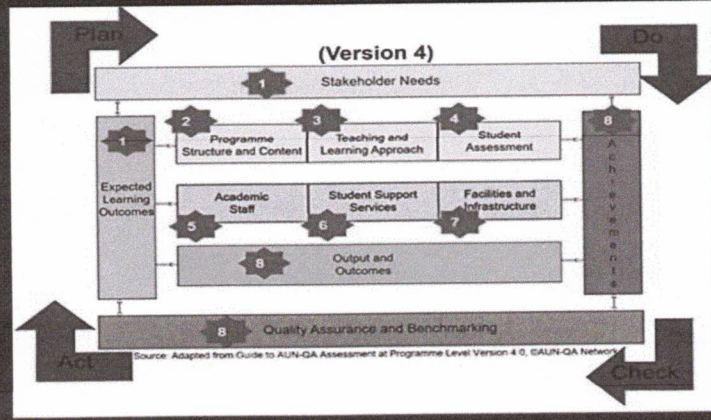 Plan
Do
(Version 4)
1 Stakeholder Needs
1
Expected
Learning
Outcomes
2
Programme
Structure and Content
3
Teaching and
Learning Approach
4
Student
Assessment
8
Achievements
Academic
Staff
5
Student Support
Services
6
Facilities and
Infrastructure
7
8
Output and
Outcomes
8 Quality Assurance and Benchmarking
Act
Source: Adapted from Guide to AUN-QA Assessment at Programme Level Version 4.0, ©AUN-QA Network
Check